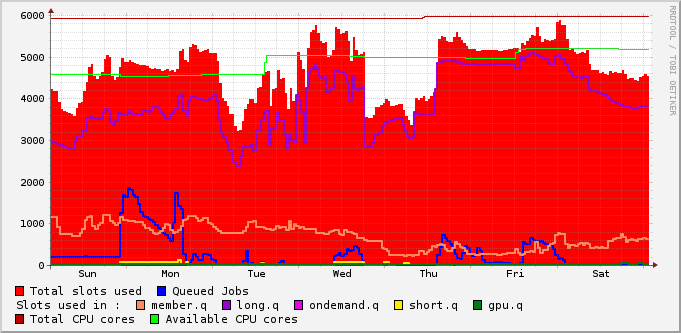 6000
5000
4000
3000
2000
1000
0
Sun Mon Tue Wed Thu Fri Sat
RRDTOOL / TOBI OETIKER
Total slots used Queued Jobs
Slots used in : member.q long.q ondemand.q short.q gpu.q
Total CPU cores Available CPU cores